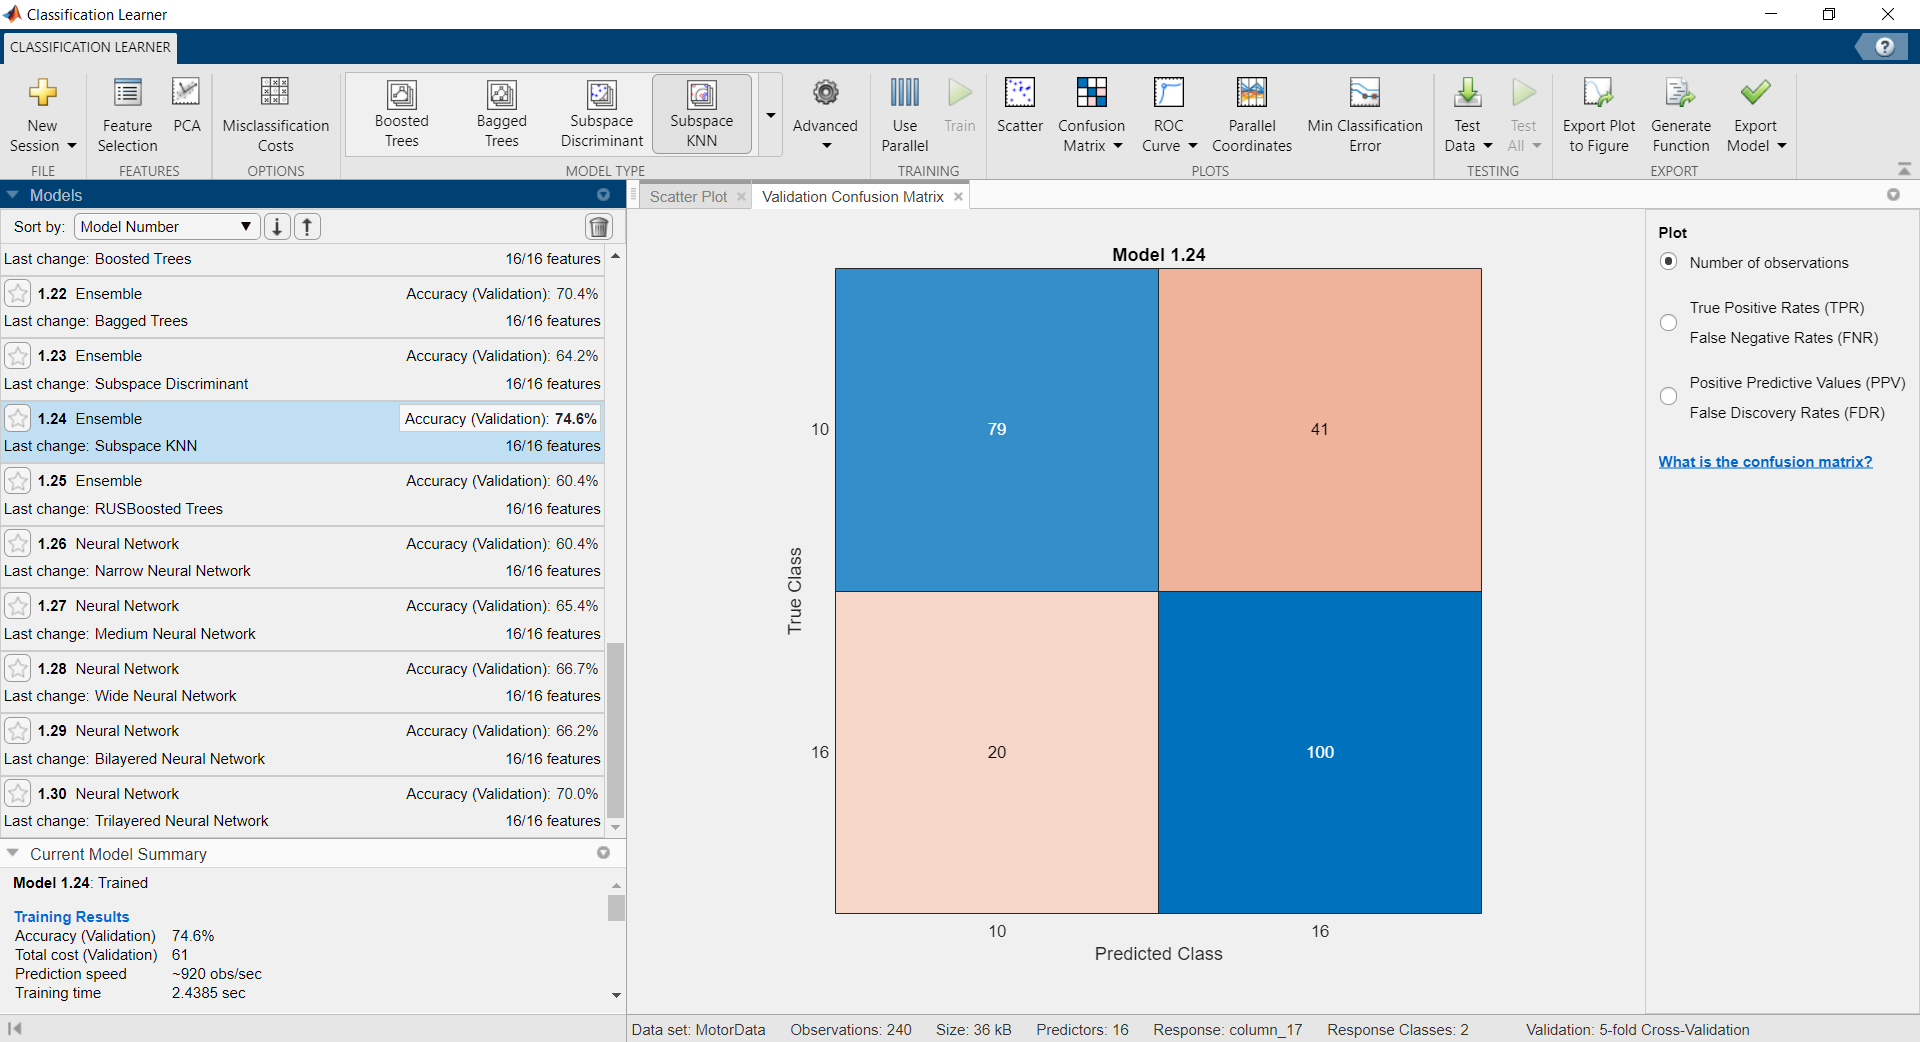 Classification Learner
CLASSIFICATION LEARNER
?
New
Session
FILE
Feature
Selection
PCA
FEATURES
Misclassification
Costs
OPTIONS
Boosted
Trees
Bagged
Trees
Subspace
Discriminant
Subspace
KNN
MODEL TYPE
Advanced
Use
Parallel
Train
TRAINING
Scatter
Confusion
Matrix
ROC
Curve
Parallel
Coordinates
Min Classification
Error
PLOTS
Test
Data
Test
All
TESTING
Export Plot
to Figure
Generate
Function
Export
Model
EXPORT
Models
Sort by: Model Number
Last change: Boosted Trees 16/16 features
1.22 Ensemble Accuracy (Validation): 70.4%
Last change: Bagged Trees 16/16 features
1.23 Ensemble Accuracy (Validation): 64.2%
Last change: Subspace Discriminant 16/16 features
1.24 Ensemble Accuracy (Validation): 74.6%
Last change: Subspace KNN 16/16 features
1.25 Ensemble Accuracy (Validation): 60.4%
Last change: RUSBoosted Trees 16/16 features
1.26 Neural Network Accuracy (Validation): 60.4%
Last change: Narrow Neural Network 16/16 features
1.27 Neural Network Accuracy (Validation): 65.4%
Last change: Medium Neural Network 16/16 features
1.28 Neural Network Accuracy (Validation): 66.7%
Last change: Wide Neural Network 16/16 features
1.29 Neural Network Accuracy (Validation): 66.2%
Last change: Bilayered Neural Network 16/16 features
1.30 Neural Network Accuracy (Validation): 70.0%
Last change: Trilayered Neural Network 16/16 features
Current Model Summary
Model 1.24: Trained
Training Results
Accuracy (Validation) 74.6%
Total cost (Validation) 61
Prediction speed ~920 obs/sec
Training time 2.4385 sec
Scatter Plot
Validation Confusion Matrix
Model 1.24
10 79 41
True Class
16 20 100
10 16
Predicted Class
Plot
Number of observations
True Positive Rates (TPR)
False Negative Rates (FNR)
Positive Predictive Values (PPV)
False Discovery Rates (FDR)
What is the confusion matrix?
Data set: MotorData Observations: 240 Size: 36 kB Predictors: 16 Response: column_17 Response Classes: 2 Validation: 5-fold Cross-Validation